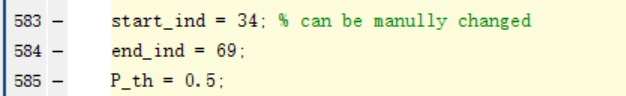 583 — start_ind = 34; % can be manully changed
584 — end_ind = 69;
585 — P_th = 0.5;